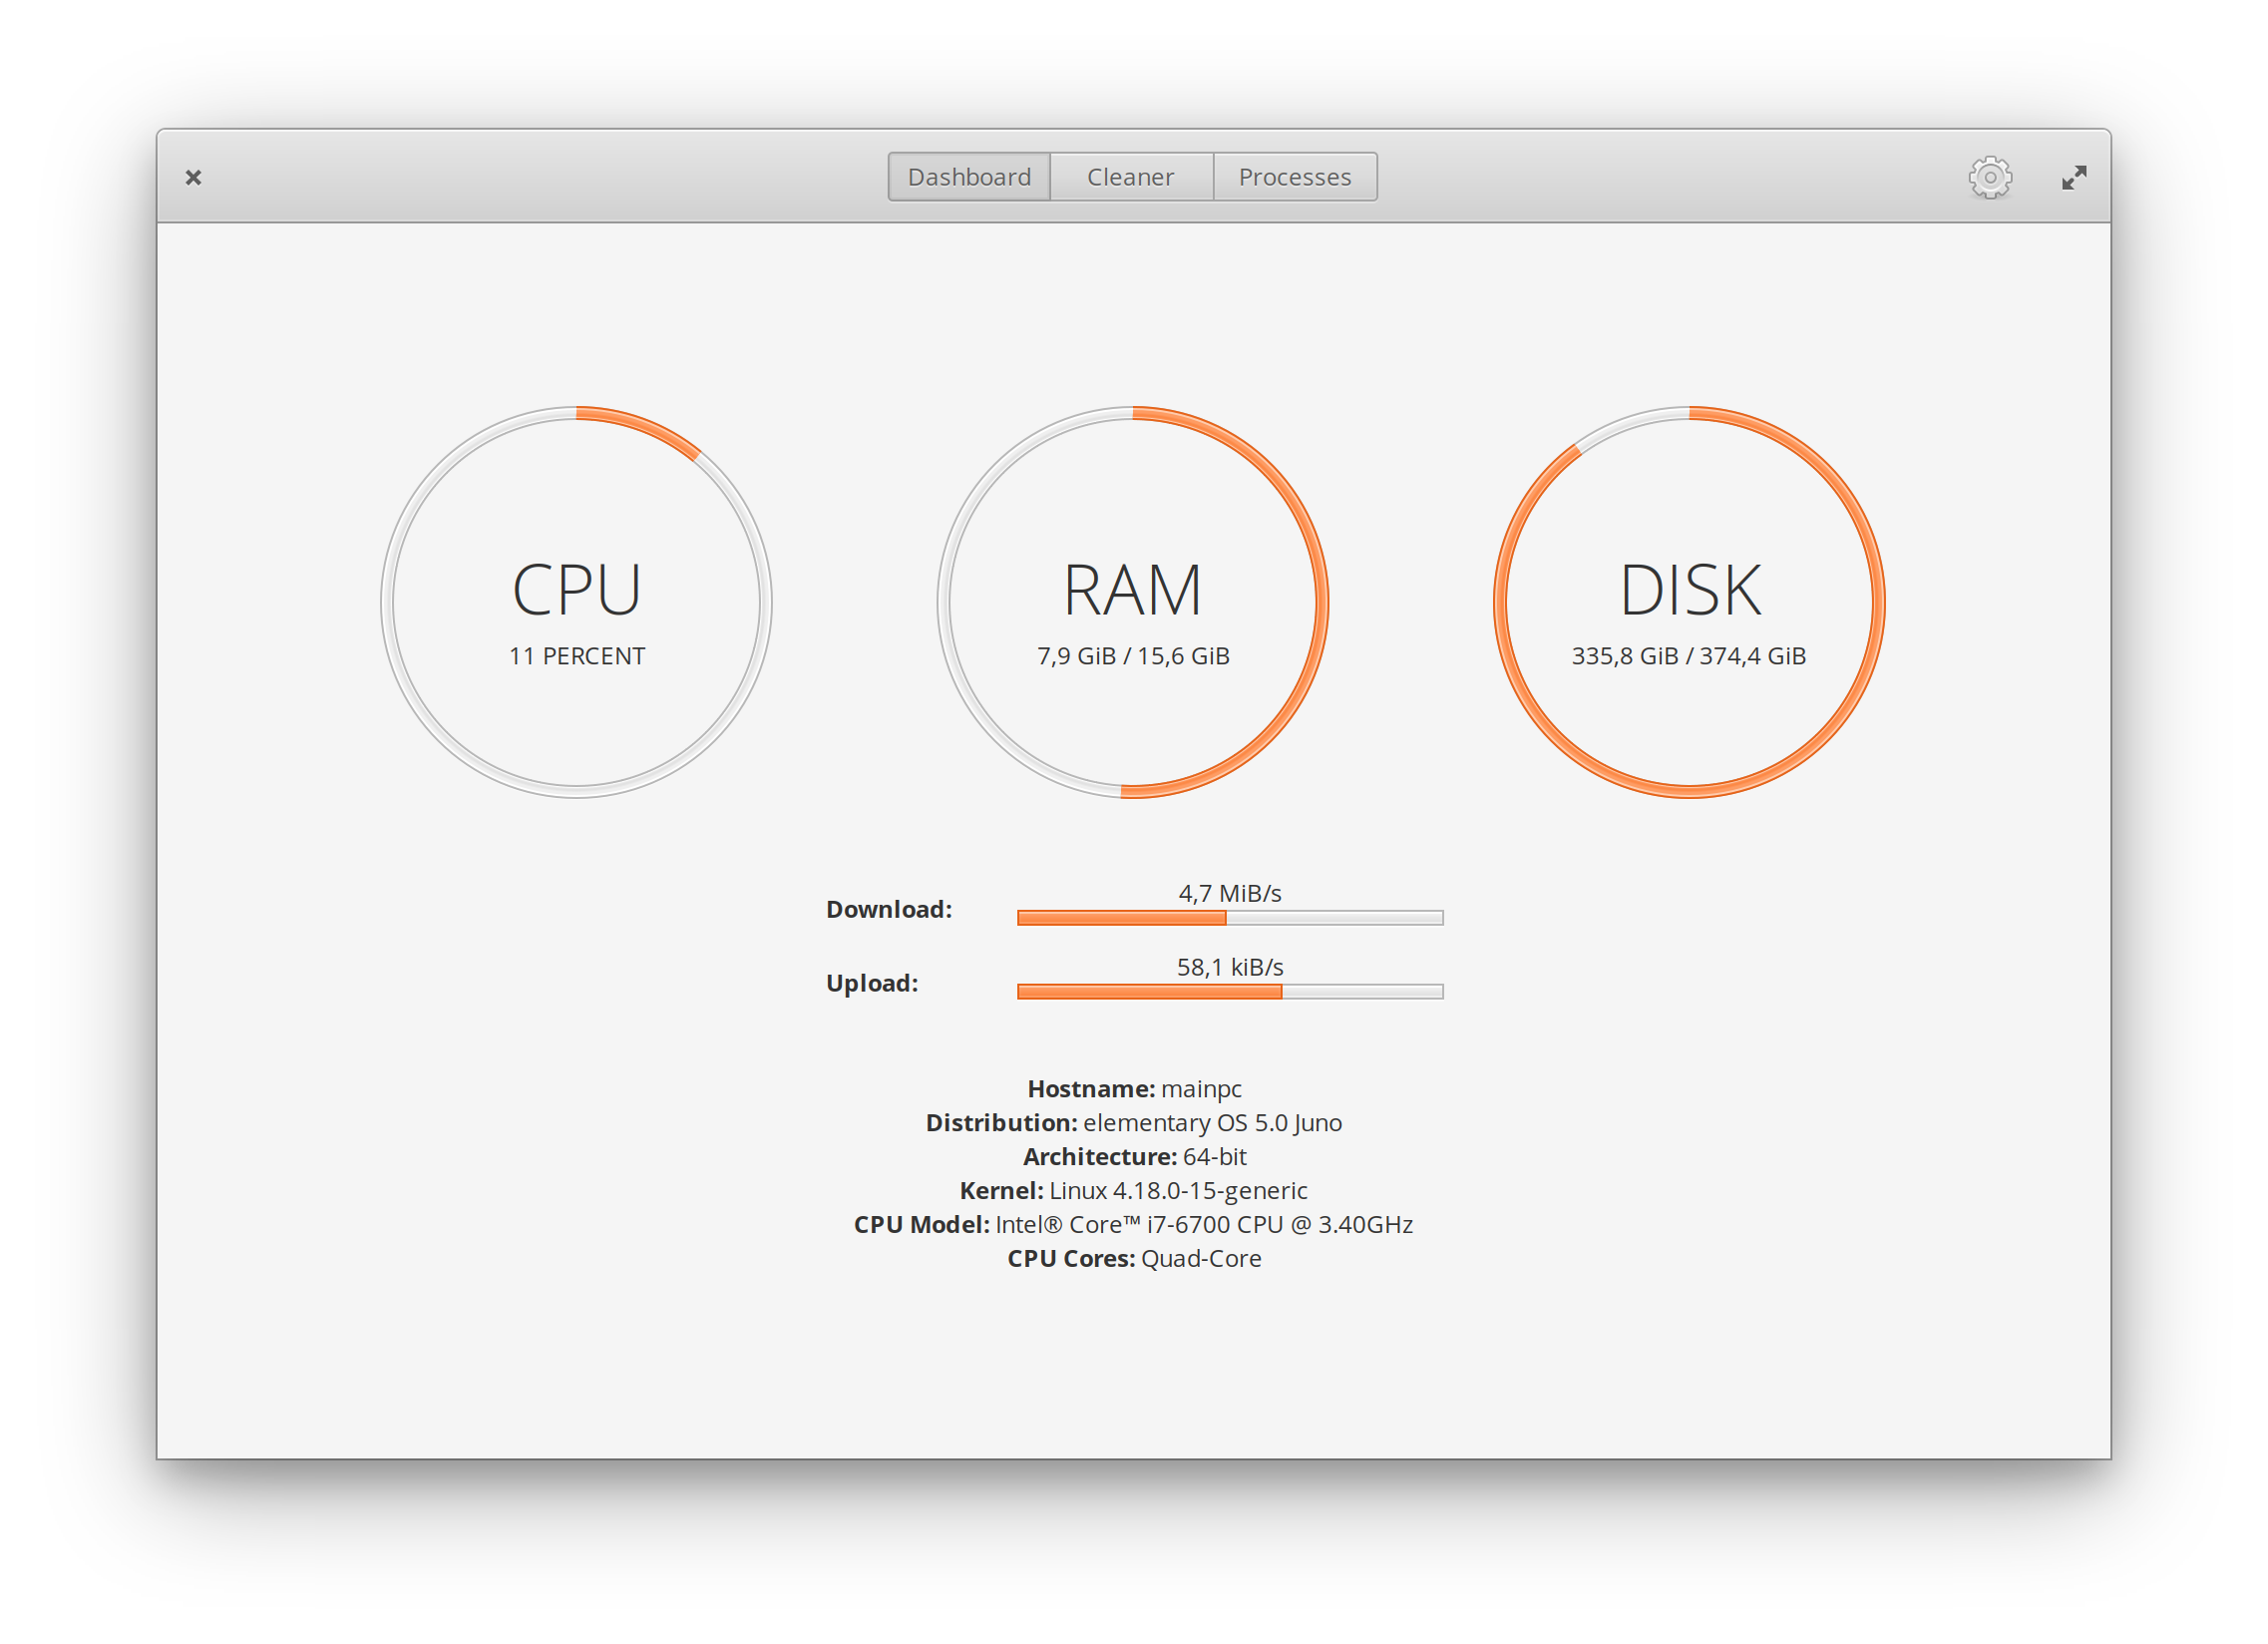 Dashboard Cleaner Processes
CPU
11 PERCENT
RAM
7,9 GiB / 15,6 GiB
DISK
335,8 GiB / 374,4 GiB
Download: 4,7 MiB/s
Upload: 58,1 kiB/s
Hostname: mainpc
Distribution: elementary OS 5.0 Juno
Architecture: 64-bit
Kernel: Linux 4.18.0-15-generic
CPU Model: Intel® Core™ i7-6700 CPU @ 3.40GHz
CPU Cores: Quad-Core